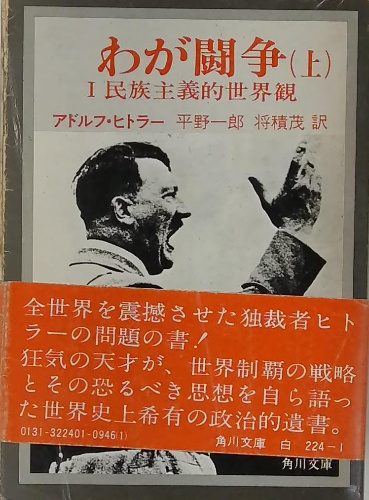 わが闘争(上)
I 民族主義的世界観
アドルフ・ヒトラー 平野一郎 将積茂 訳
全世界を震撼させた独裁者ヒト
ラーの問題の書!
狂気の天才が、世界制覇の戦略
とその恐るべき思想を自ら語っ
た世界史上希有の政治的遺書。
0131-322401-0946(1) 角川文庫 白 224-1
角川文庫